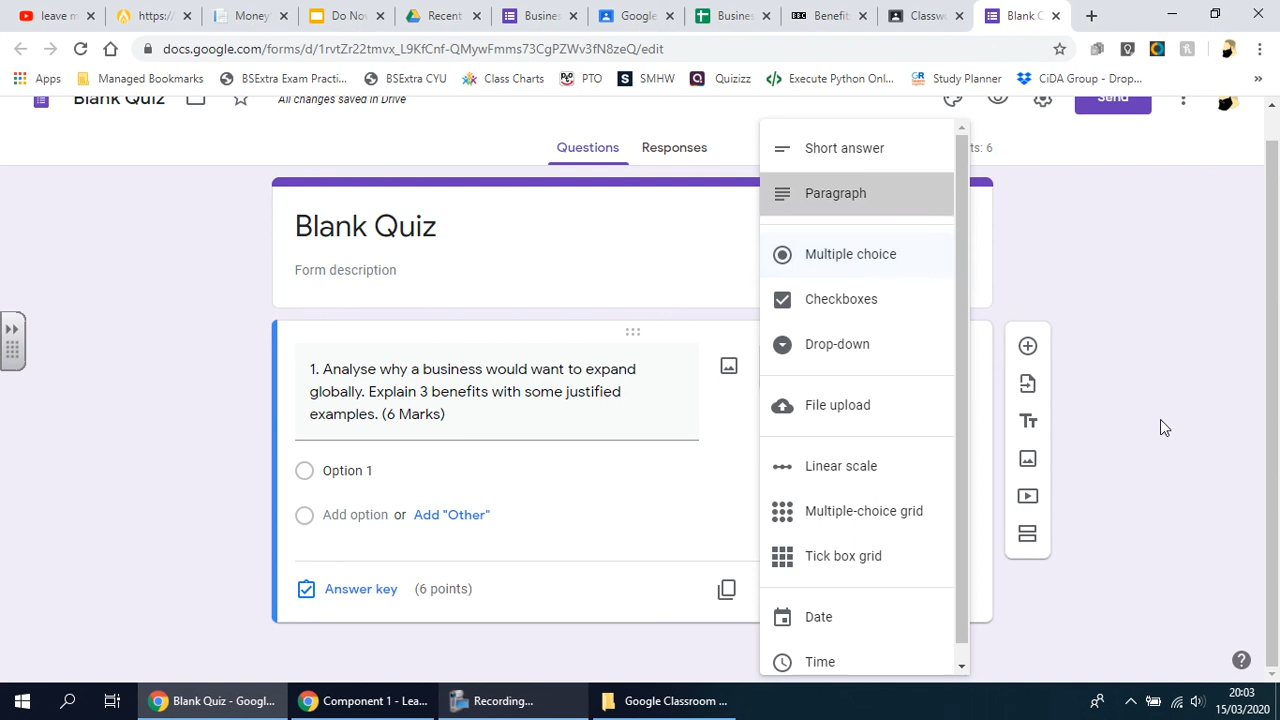 leave m
https:/
Money'
Do No
Recent
Busine
Google
Busine
BBC
Benefi
Classw
Blank C
docs.google.com/forms/d/1rvtZr22tmvx_L9KfCnf-QMywFmms73CgPZWv3fN8zeQ/edit
Apps
Managed Bookmarks
BSExtra Exam Practi...
BSExtra CYU
Class Charts
PTO
SMHW
Quizizz
Execute Python Onl...
Study Planner
CiDA Group - Drop...
Blank Quiz
All changes saved in Drive
Send
Questions
Responses
ts: 6
Blank Quiz
Form description
1. Analyse why a business would want to expand
globally. Explain 3 benefits with some justified
examples. (6 Marks)
Option 1
Add option or Add "Other"
Answer key (6 points)
Short answer
Paragraph
Multiple choice
Checkboxes
Drop-down
File upload
Linear scale
Multiple-choice grid
Tick box grid
Date
Time
Tт
Blank Quiz - Googl...
Component 1 - Lea...
Recording...
Google Classroom ...
20:03
15/03/2020